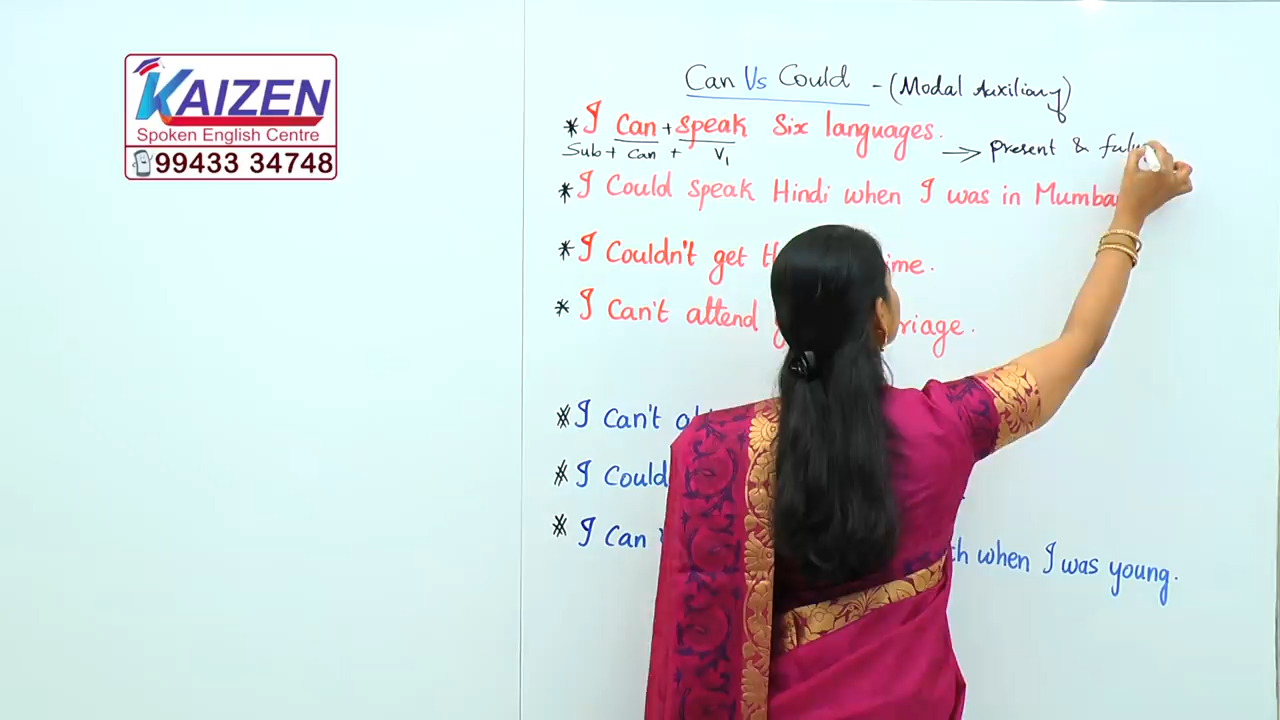 KAIZEN
Spoken English Centre
99433 34748
Can Vs Could - (Modal Auxiliary)
* I Can + speak Six languages.
Sub + Can + V1
→ present & futu
* I Could speak Hindi when I was in Mumba
* I Couldn't get th ime.
* I Can't attend riage.
* I Can't
* I Could
* I Can th when I was young.